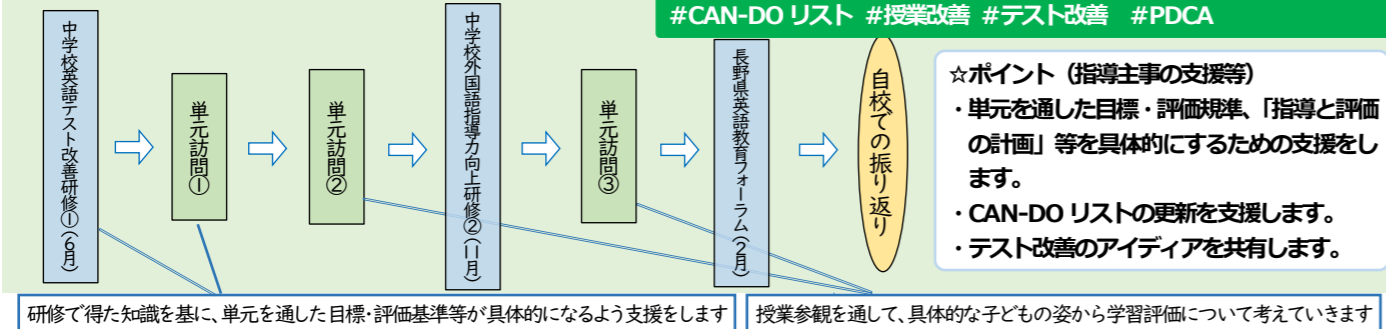 #CAN-DO リスト #授業改善 #テスト改善 #PDCA
中学校英語テスト改善研修①(6月)
単元訪問①
単元訪問②
中学校外国語指導力向上研修②(11月)
単元訪問③
長野県英語教育フォーラム(2月)
自校での振り返り
☆ポイント（指導主事の支援等）
・単元を通した目標・評価規準、「指導と評価
の計画」等を具体的にするための支援をし
ます。
・CAN-DO リストの更新を支援します。
・テスト改善のアイディアを共有します。
研修で得た知識を基に、単元を通した目標・評価基準等が具体的になるよう支援をします
授業参観を通して、具体的な子どもの姿から学習評価について考えていきます